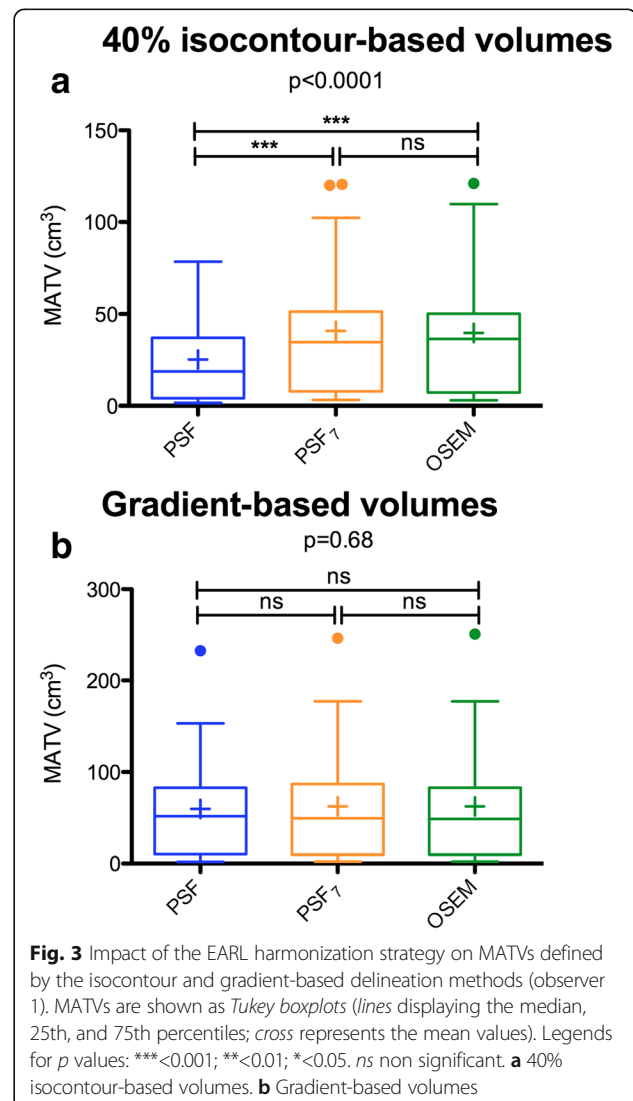 40% isocontour-based volumes
a
p<0.0001
***
***
ns
150
100
50
0
MATV (cm³)
PSF
PSF₇
OSEM
Gradient-based volumes
b
p=0.68
ns
ns
ns
300
200
100
0
MATV (cm³)
PSF
PSF₇
OSEM
Fig. 3 Impact of the EARL harmonization strategy on MATVs defined
by the isocontour and gradient-based delineation methods (observer
1). MATVs are shown as Tukey boxplots (lines displaying the median,
25th, and 75th percentiles; cross represents the mean values). Legends
for p values: ***<0.001; **<0.01; *<0.05. ns non significant. a 40%
isocontour-based volumes. b Gradient-based volumes